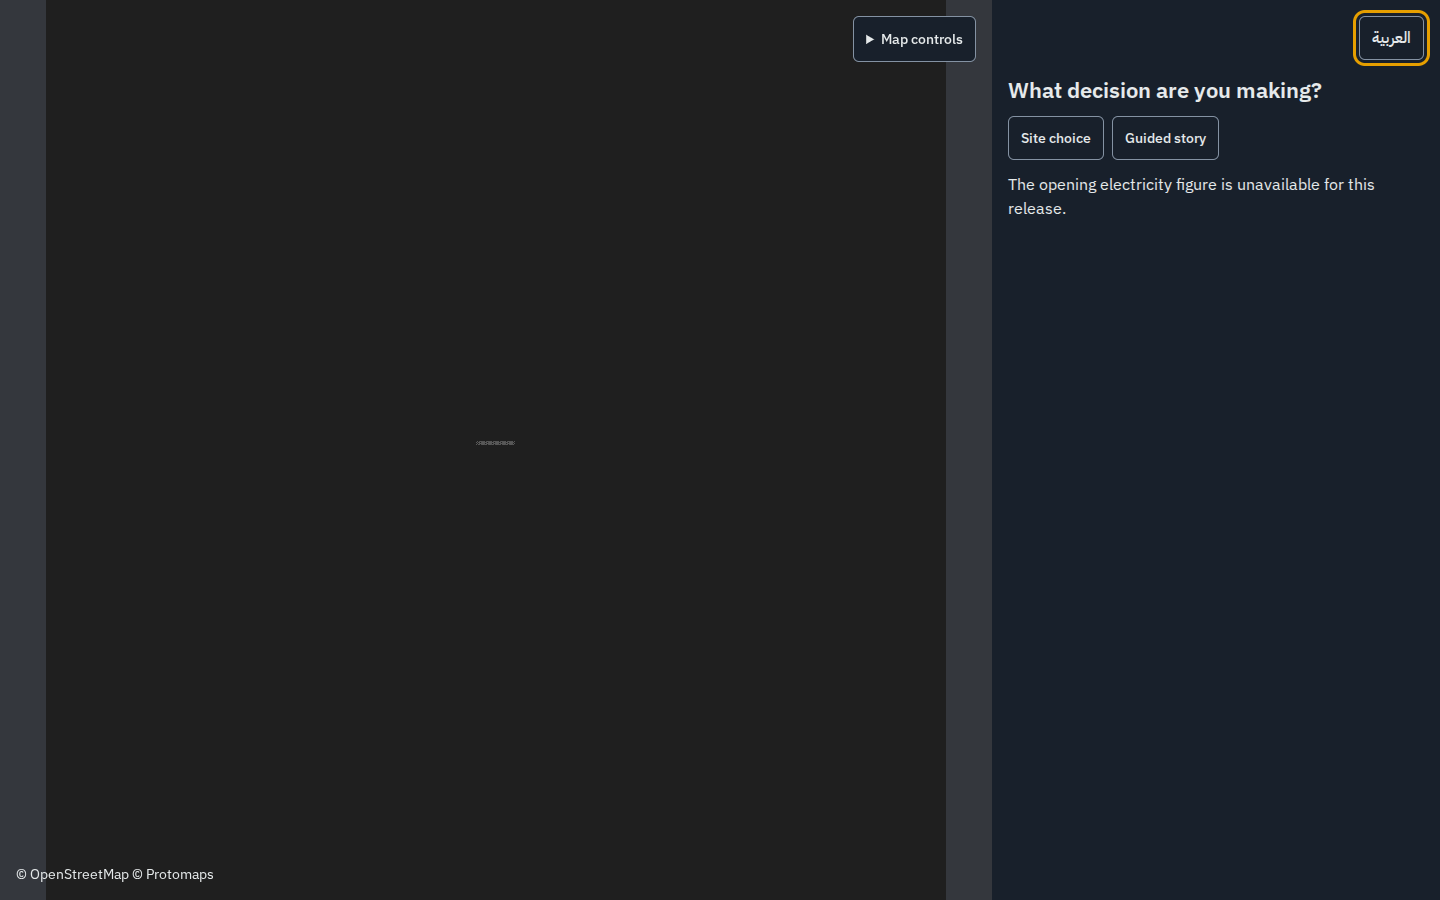 Map controls
العربية
What decision are you making?
Site choice
Guided story
The opening electricity figure is unavailable for this
release.
© OpenStreetMap © Protomaps